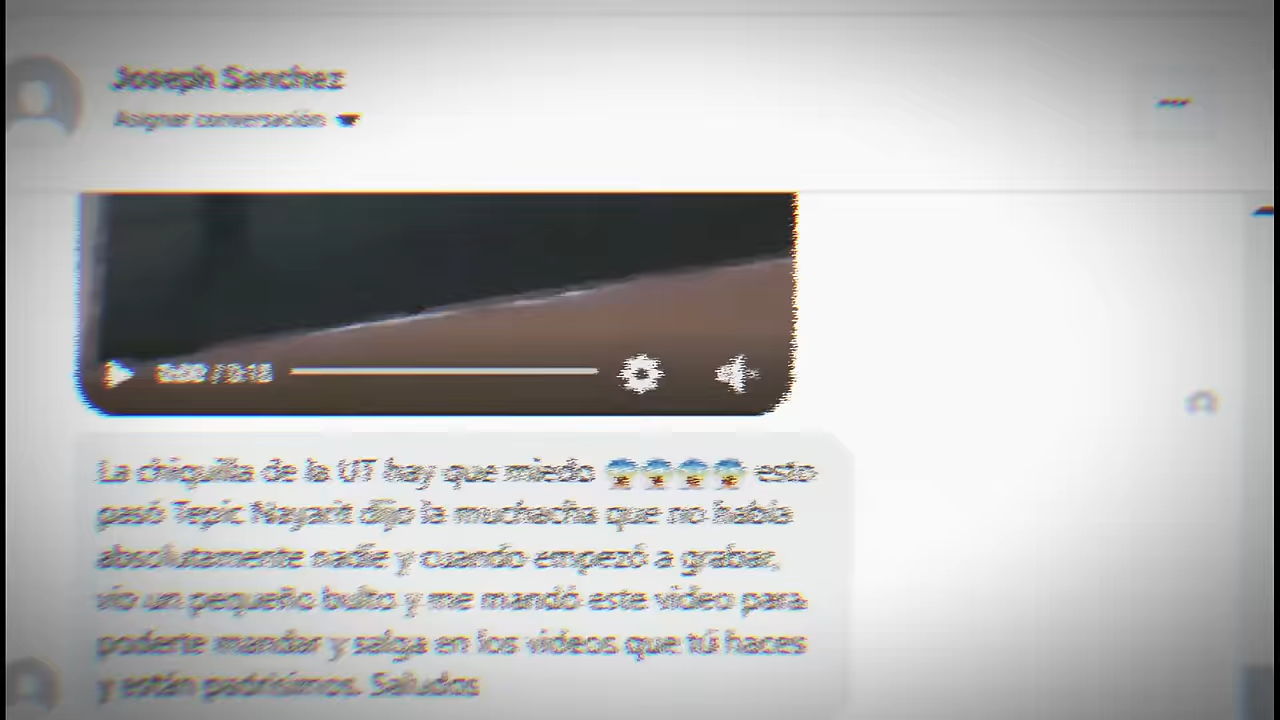 Joseph Sanchez
Asignar conversación
0:00 / 0:18
La chiquilla de la UT hay que miedo 😱😱😱😱 esto
pasó Tepic Nayarit dijo la muchacha que no había
absolutamente nadie y cuando empezó a grabar,
vio un pequeño bulto y me mandó este video para
poderte mandar y salga en los videos que tú haces
y están padrísimos. Saludos